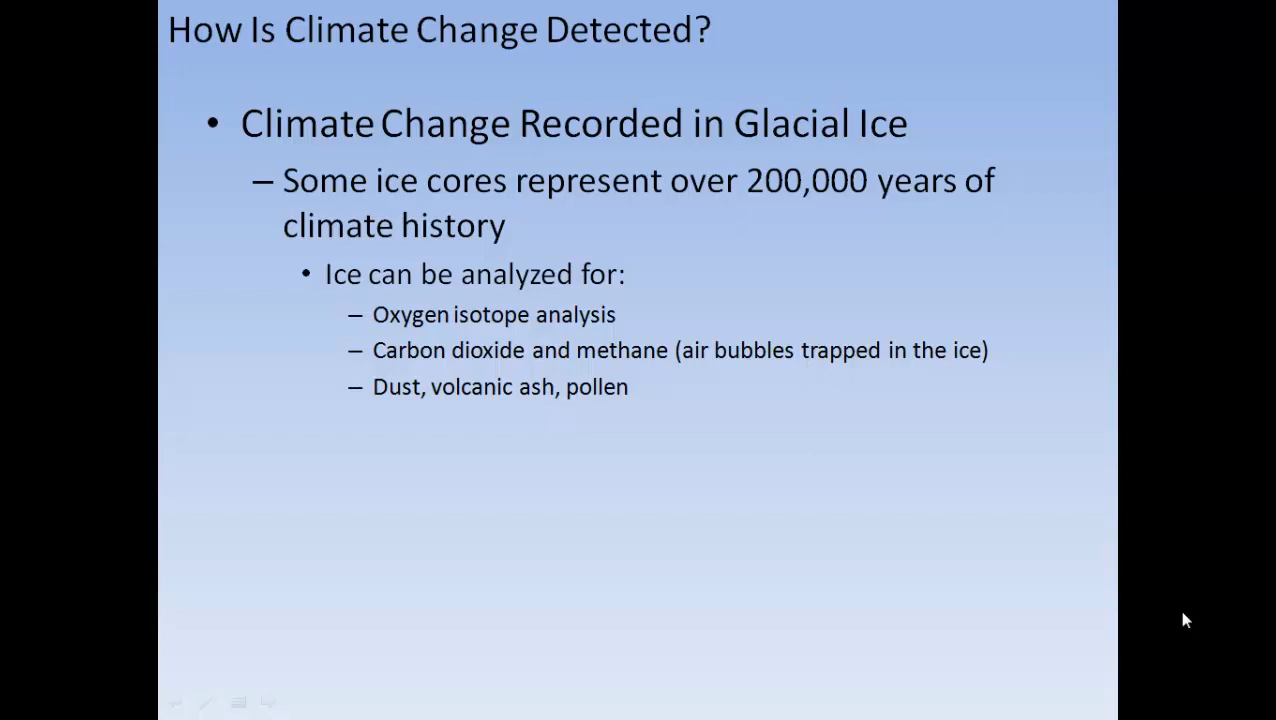 How Is Climate Change Detected?
• Climate Change Recorded in Glacial Ice
– Some ice cores represent over 200,000 years of
climate history
• Ice can be analyzed for:
– Oxygen isotope analysis
– Carbon dioxide and methane (air bubbles trapped in the ice)
– Dust, volcanic ash, pollen